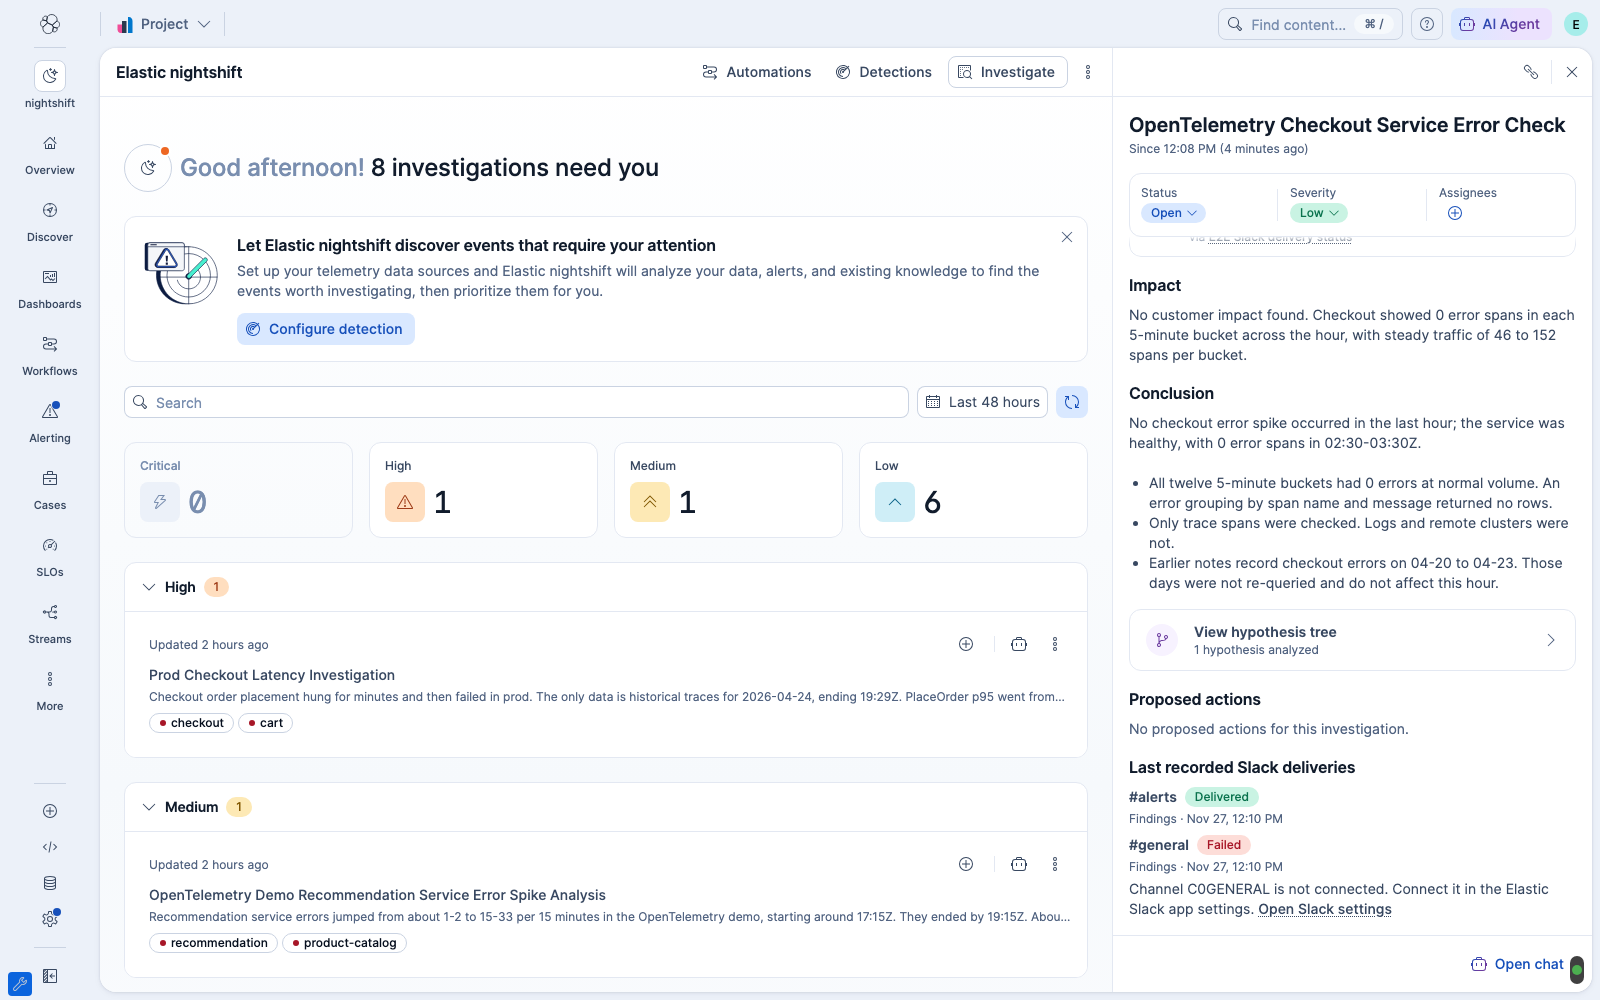 Project
Find content...
⌘ /
AI Agent
E
nightshift
Overview
Discover
Dashboards
Workflows
Alerting
Cases
SLOs
Streams
More
Elastic nightshift
Automations
Detections
Investigate
Good afternoon! 8 investigations need you
Let Elastic nightshift discover events that require your attention
Set up your telemetry data sources and Elastic nightshift will analyze your data, alerts, and existing knowledge to find the
events worth investigating, then prioritize them for you.
Configure detection
Search
Last 48 hours
Critical
0
High
1
Medium
1
Low
6
High 1
Updated 2 hours ago
Prod Checkout Latency Investigation
Checkout order placement hung for minutes and then failed in prod. The only data is historical traces for 2026-04-24, ending 19:29Z. PlaceOrder p95 went from...
checkout
cart
Medium 1
Updated 2 hours ago
OpenTelemetry Demo Recommendation Service Error Spike Analysis
Recommendation service errors jumped from about 1-2 to 15-33 per 15 minutes in the OpenTelemetry demo, starting around 17:15Z. They ended by 19:15Z. Abou...
recommendation
product-catalog
OpenTelemetry Checkout Service Error Check
Since 12:08 PM (4 minutes ago)
Status
Open
Severity
Low
Assignees
via E2E Slack delivery status
Impact
No customer impact found. Checkout showed 0 error spans in each
5-minute bucket across the hour, with steady traffic of 46 to 152
spans per bucket.
Conclusion
No checkout error spike occurred in the last hour; the service was
healthy, with 0 error spans in 02:30-03:30Z.
• All twelve 5-minute buckets had 0 errors at normal volume. An
error grouping by span name and message returned no rows.
• Only trace spans were checked. Logs and remote clusters were
not.
• Earlier notes record checkout errors on 04-20 to 04-23. Those
days were not re-queried and do not affect this hour.
View hypothesis tree
1 hypothesis analyzed
Proposed actions
No proposed actions for this investigation.
Last recorded Slack deliveries
#alerts Delivered
Findings · Nov 27, 12:10 PM
#general Failed
Findings · Nov 27, 12:10 PM
Channel C0GENERAL is not connected. Connect it in the Elastic
Slack app settings. Open Slack settings
Open chat